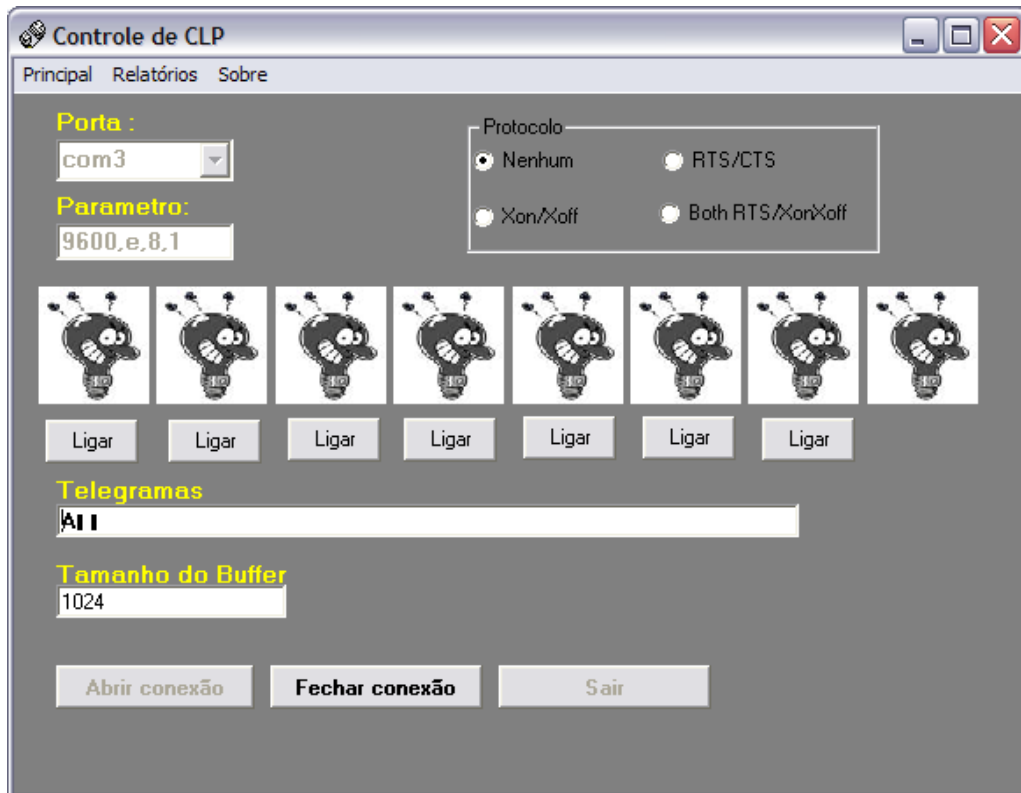 Controle de CLP
Principal Relatórios Sobre
Porta :
com3
Parametro:
9600,e,8,1
Protocolo
Nenhum RTS/CTS
Xon/Xoff Both RTS/XonXoff
Ligar Ligar Ligar Ligar Ligar Ligar Ligar
Telegramas
A
Tamanho do Buffer
1024
Abrir conexão Fechar conexão Sair